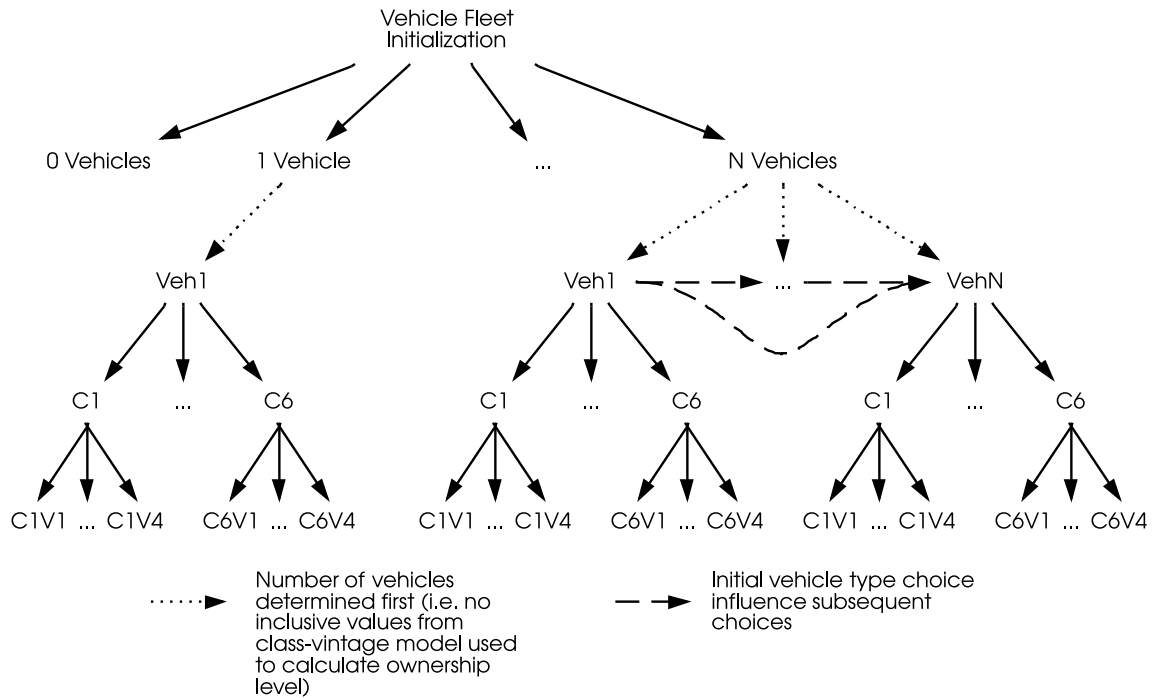 Vehicle Fleet
Initialization
0 Vehicles
1 Vehicle
...
N Vehicles
Veh1
Veh1
...
VehN
C1
...
C6
C1
...
C6
C1
...
C6
C1V1 ... C1V4
C6V1 ... C6V4
C1V1 ... C1V4
C6V1 ... C6V4
C1V1 ... C1V4
C6V1 ... C6V4
Number of vehicles
determined first (i.e. no
inclusive values from
class-vintage model used
to calculate ownership
level)
Initial vehicle type choice
influence subsequent
choices